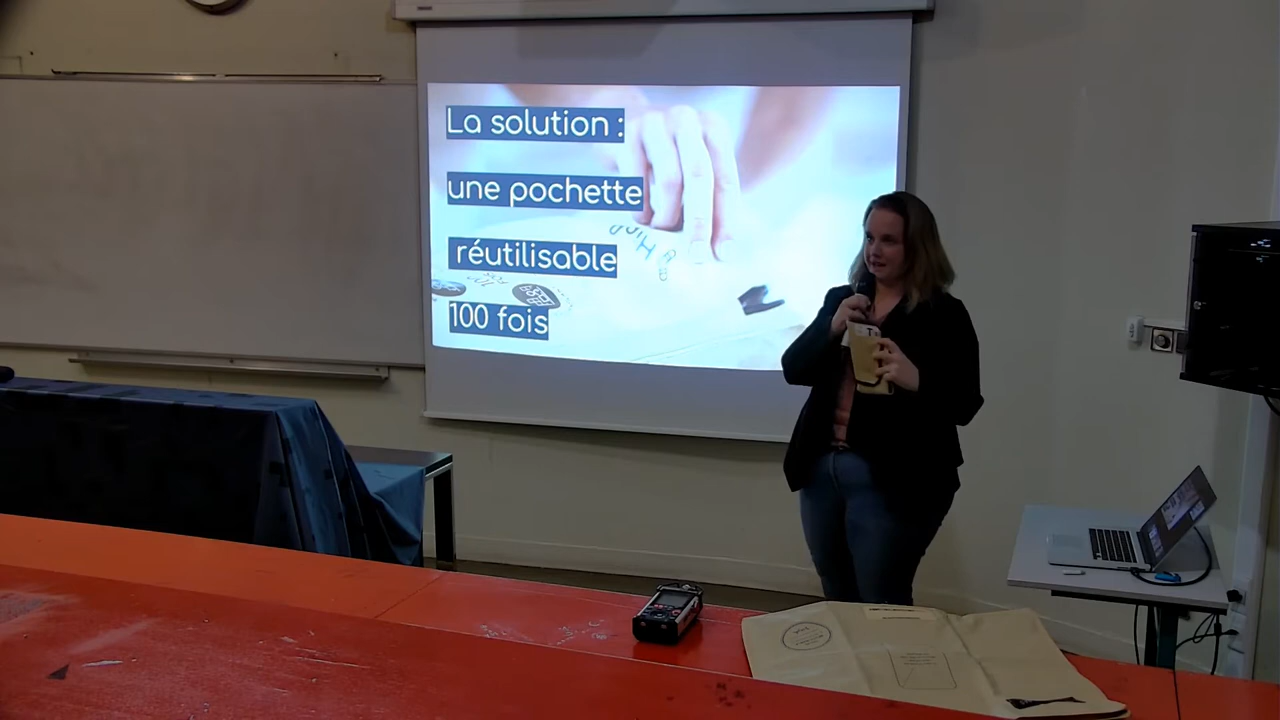 La solution :
une pochette
réutilisable
100 fois